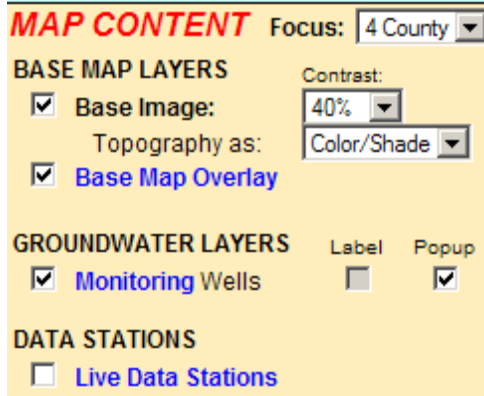 MAP CONTENT Focus: 4 County
BASE MAP LAYERS Contrast:
Base Image: 40%
Topography as: Color/Shade
Base Map Overlay
GROUNDWATER LAYERS Label Popup
Monitoring Wells
DATA STATIONS
Live Data Stations